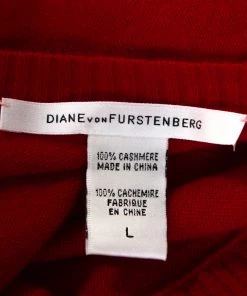 DIANE VON FURSTENBERG
100% CASHMERE
MADE IN CHINA
100% CACHEMIRE
FABRIQUE
EN CHINE
L